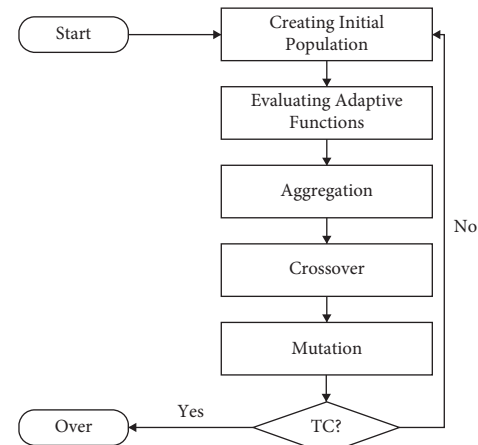 Start
Creating Initial
Population
Evaluating Adaptive
Functions
Aggregation
Crossover
Mutation
No
TC?
Yes
Over